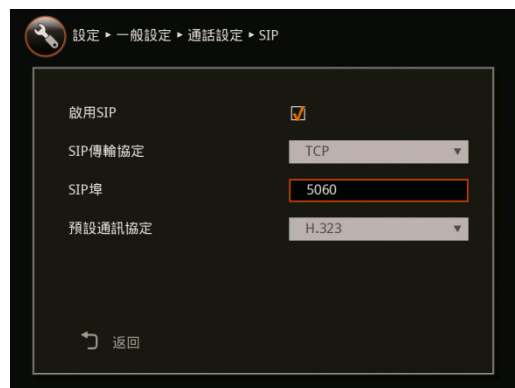 設定 ▸ 一般設定 ▸ 通話設定 ▸ SIP
啟用SIP
SIP傳輸協定 TCP
SIP埠 5060
預設通訊協定 H.323
返回